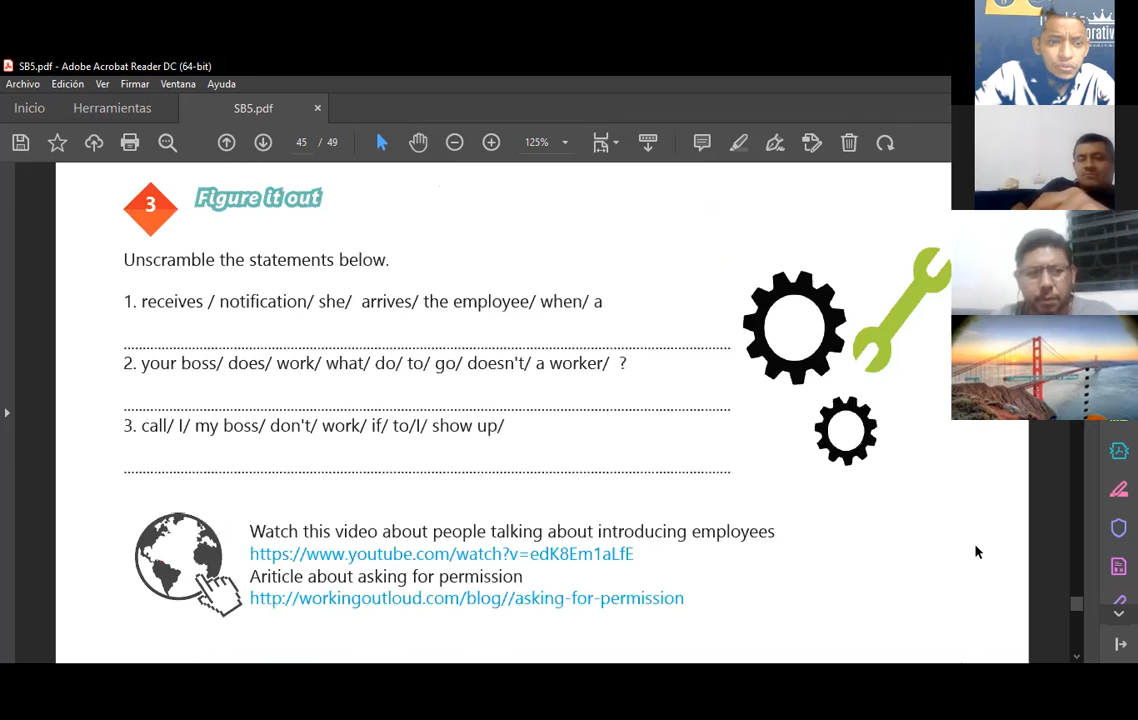 SB5.pdf - Adobe Acrobat Reader DC (64-bit)
Archivo Edición Ver Firmar Ventana Ayuda
Inicio Herramientas SB5.pdf ×
45 / 49 125%
3 Figure it out
Unscramble the statements below.
1. receives / notification/ she/ arrives/ the employee/ when/ a
2. your boss/ does/ work/ what/ do/ to/ go/ doesn't/ a worker/ ?
3. call/ I/ my boss/ don't/ work/ if/ to/I/ show up/
Watch this video about people talking about introducing employees
https://www.youtube.com/watch?v=edK8Em1aLfE
Ariticle about asking for permission
http://workingoutloud.com/blog//asking-for-permission